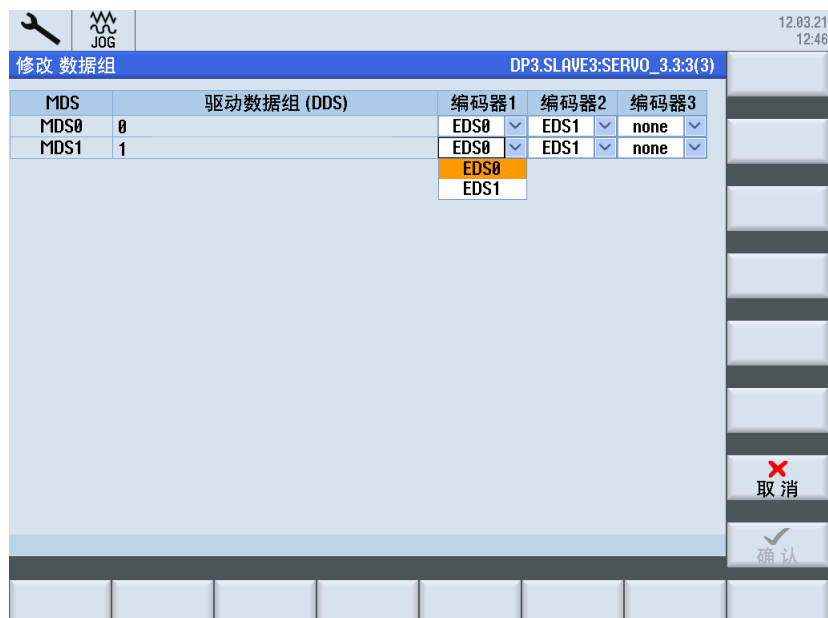 12.03.21
12:46
JOG
修改 数据组 DP3.SLAVE3:SERVO_3.3:3(3)
MDS 驱动数据组 (DDS) 编码器1 编码器2 编码器3
MDS0 0 EDS0 EDS1 none
MDS1 1 EDS0 EDS1 none
EDS0
EDS1
取 消
确 认